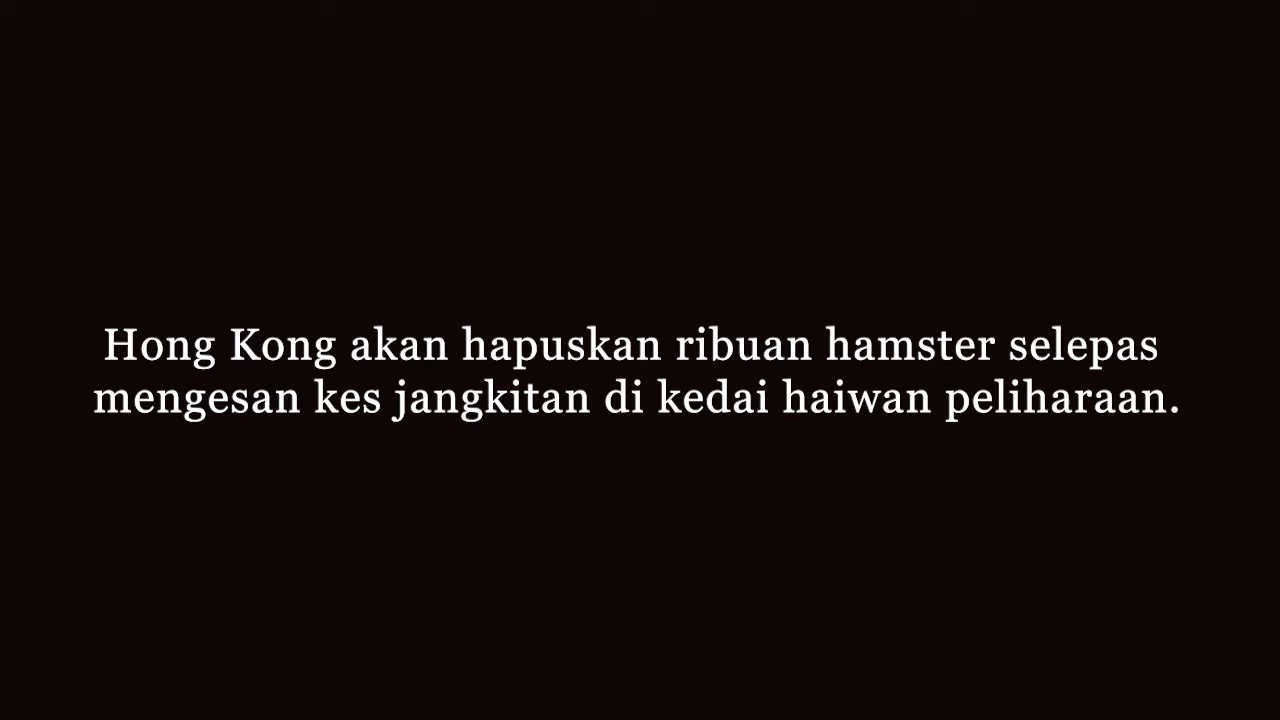 Hong Kong akan hapuskan ribuan hamster selepas
mengesan kes jangkitan di kedai haiwan peliharaan.